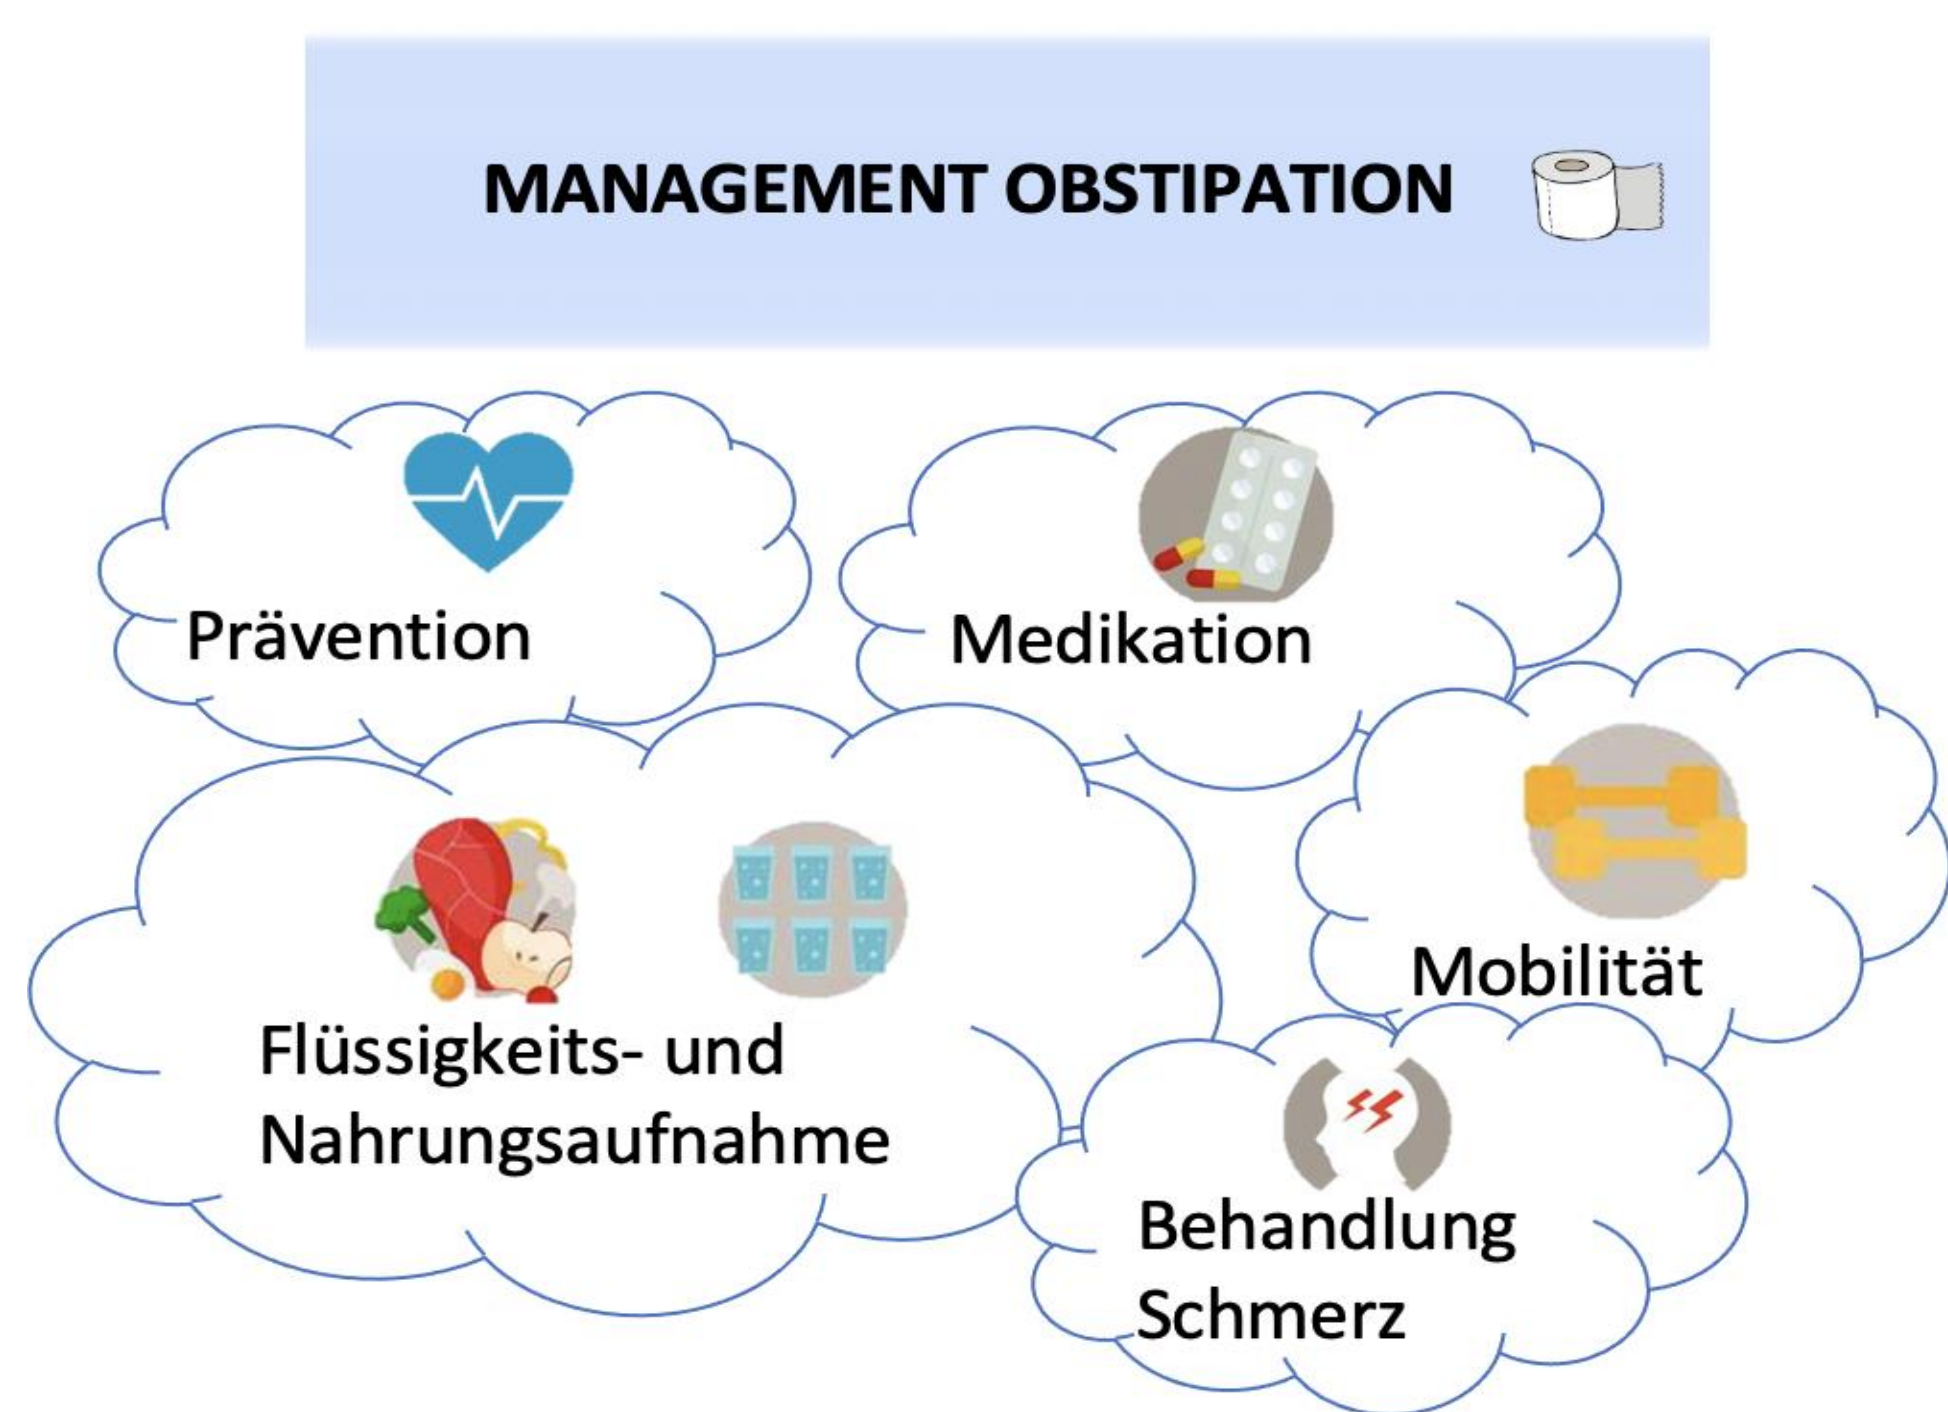 MANAGEMENT OBSTIPATION
Prävention
Medikation
Mobilität
Flüssigkeits- und
Nahrungsaufnahme
Behandlung
Schmerz